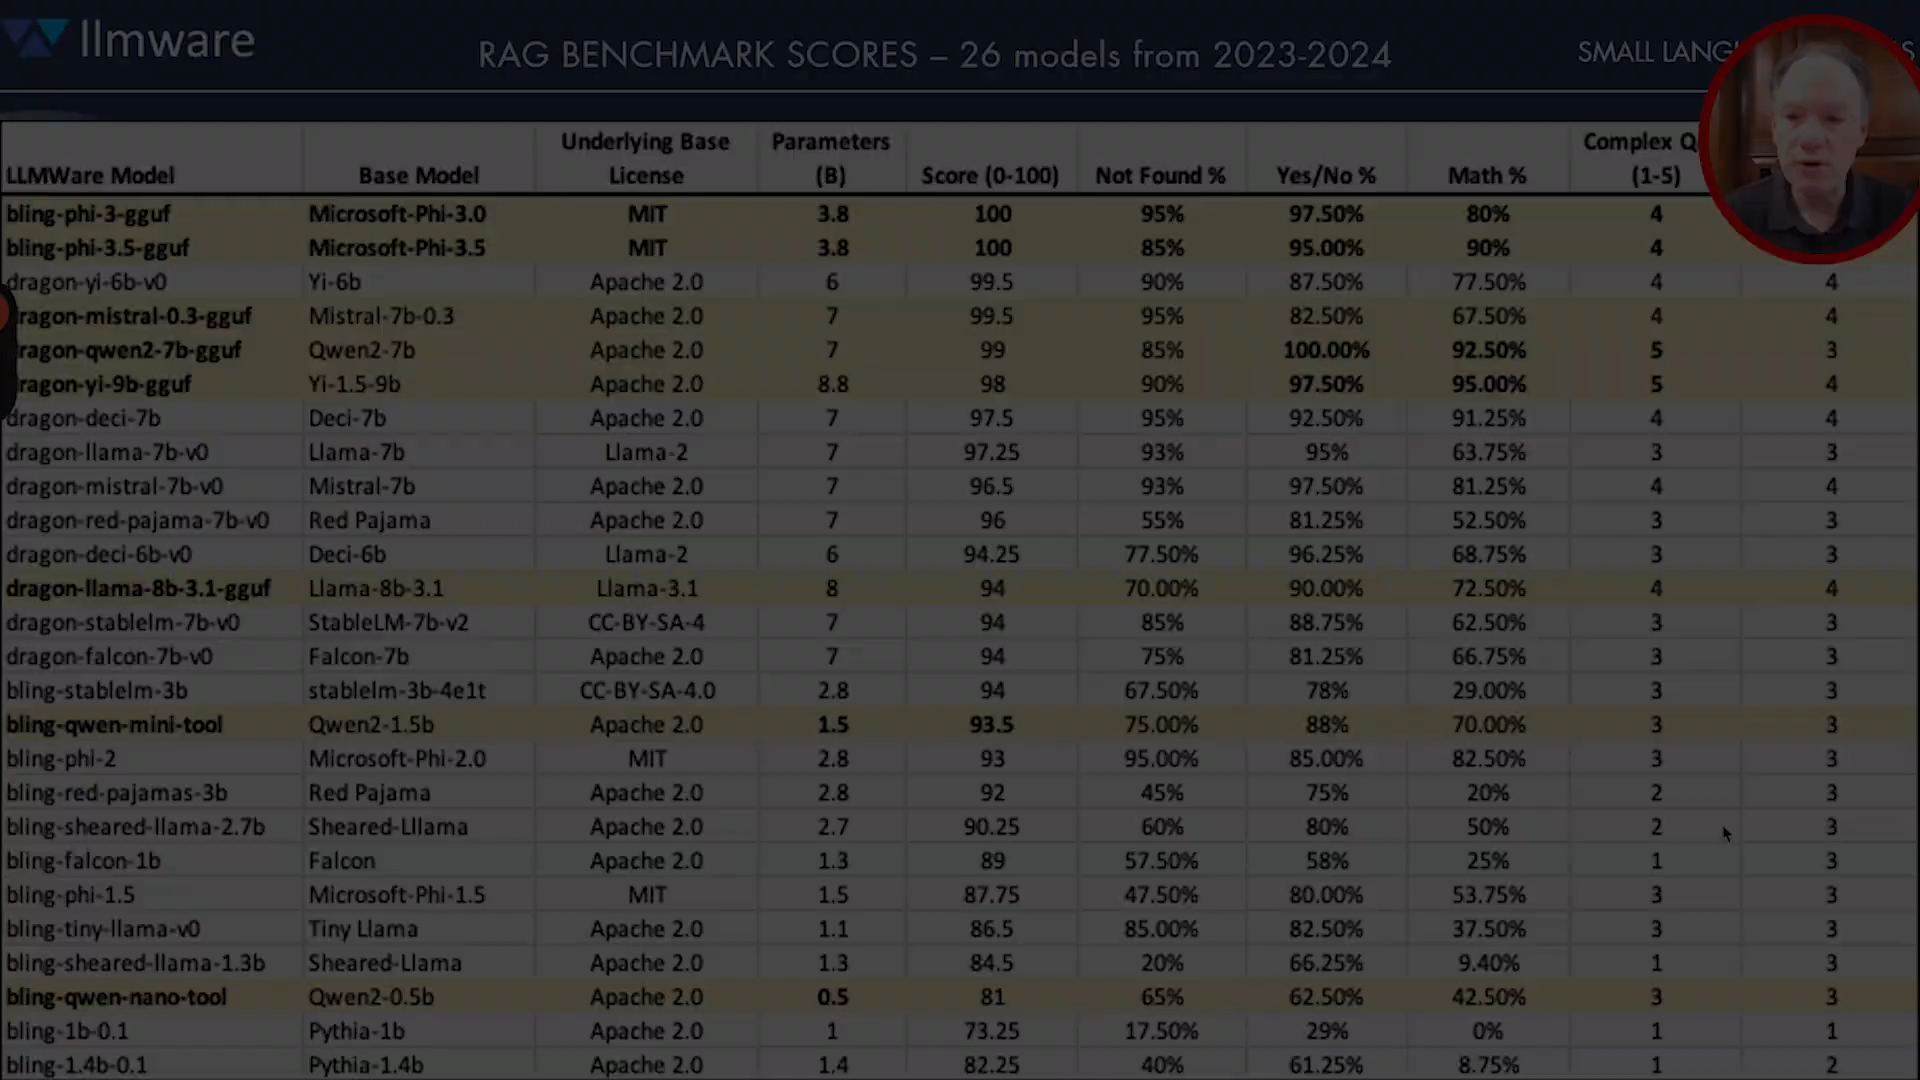 llmware
RAG BENCHMARK SCORES – 26 models from 2023-2024
SMALL
LLMWare Model Base Model Underlying Base License Parameters (B) Score (0-100) Not Found % Yes/No % Math % Complex (1-5)
bling-phi-3-gguf Microsoft-Phi-3.0 MIT 3.8 100 95% 97.50% 80% 4
bling-phi-3.5-gguf Microsoft-Phi-3.5 MIT 3.8 100 85% 95.00% 90% 4
dragon-yi-6b-v0 Yi-6b Apache 2.0 6 99.5 90% 87.50% 77.50% 4 4
ragon-mistral-0.3-gguf Mistral-7b-0.3 Apache 2.0 7 99.5 95% 82.50% 67.50% 4 4
ragon-qwen2-7b-gguf Qwen2-7b Apache 2.0 7 99 85% 100.00% 92.50% 5 3
ragon-yi-9b-gguf Yi-1.5-9b Apache 2.0 8.8 98 90% 97.50% 95.00% 5 4
dragon-deci-7b Deci-7b Apache 2.0 7 97.5 95% 92.50% 91.25% 4 4
dragon-llama-7b-v0 Llama-7b Llama-2 7 97.25 93% 95% 63.75% 3 3
dragon-mistral-7b-v0 Mistral-7b Apache 2.0 7 96.5 93% 97.50% 81.25% 4 4
dragon-red-pajama-7b-v0 Red Pajama Apache 2.0 7 96 55% 81.25% 52.50% 3 3
dragon-deci-6b-v0 Deci-6b Llama-2 6 94.25 77.50% 96.25% 68.75% 3 3
dragon-llama-8b-3.1-gguf Llama-8b-3.1 Llama-3.1 8 94 70.00% 90.00% 72.50% 4 4
dragon-stablelm-7b-v0 StableLM-7b-v2 CC-BY-SA-4 7 94 85% 88.75% 62.50% 3 3
dragon-falcon-7b-v0 Falcon-7b Apache 2.0 7 94 75% 81.25% 66.75% 3 3
bling-stablelm-3b stablelm-3b-4e1t CC-BY-SA-4.0 2.8 94 67.50% 78% 29.00% 3 3
bling-qwen-mini-tool Qwen2-1.5b Apache 2.0 1.5 93.5 75.00% 88% 70.00% 3 3
bling-phi-2 Microsoft-Phi-2.0 MIT 2.8 93 95.00% 85.00% 82.50% 3 3
bling-red-pajamas-3b Red Pajama Apache 2.0 2.8 92 45% 75% 20% 2 3
bling-sheared-llama-2.7b Sheared-Lllama Apache 2.0 2.7 90.25 60% 80% 50% 2 3
bling-falcon-1b Falcon Apache 2.0 1.3 89 57.50% 58% 25% 1 3
bling-phi-1.5 Microsoft-Phi-1.5 MIT 1.5 87.75 47.50% 80.00% 53.75% 3 3
bling-tiny-llama-v0 Tiny Llama Apache 2.0 1.1 86.5 85.00% 82.50% 37.50% 3 3
bling-sheared-llama-1.3b Sheared-Llama Apache 2.0 1.3 84.5 20% 66.25% 9.40% 1 3
bling-qwen-nano-tool Qwen2-0.5b Apache 2.0 0.5 81 65% 62.50% 42.50% 3 3
bling-1b-0.1 Pythia-1b Apache 2.0 1 73.25 17.50% 29% 0% 1 1
bling-1.4b-0.1 Pythia-1.4b Apache 2.0 1.4 82.25 40% 61.25% 8.75% 1 2